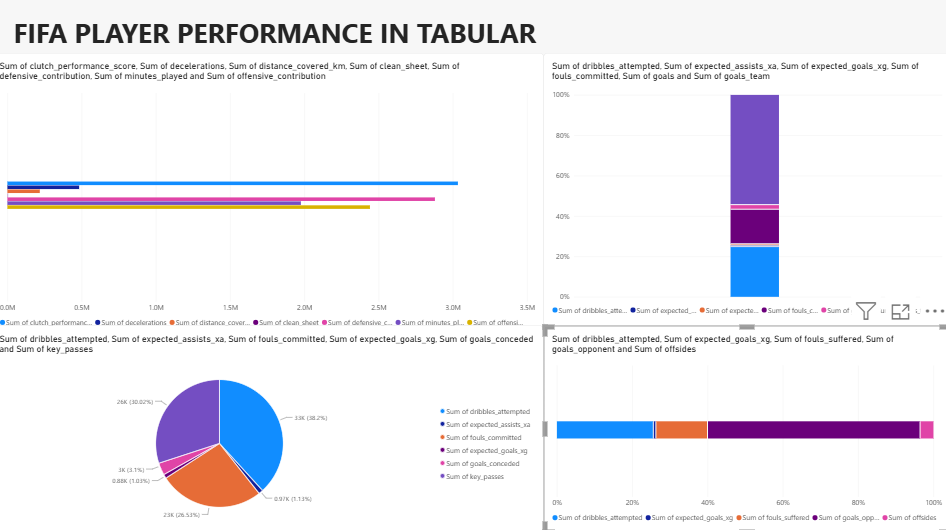 FIFA PLAYER PERFORMANCE IN TABULAR
Sum of clutch_performance_score, Sum of decelerations, Sum of distance_covered_km, Sum of clean_sheet, Sum of
defensive_contribution, Sum of minutes_played and Sum of offensive_contribution
0.0M 0.5M 1.0M 1.5M 2.0M 2.5M 3.0M 3.5M
Sum of clutch_performanc... Sum of decelerations Sum of distance_cover... Sum of clean_sheet Sum of defensive_c... Sum of minutes_pl... Sum of offensi...
Sum of dribbles_attempted, Sum of expected_assists_xa, Sum of expected_goals_xg, Sum of
fouls_committed, Sum of goals and Sum of goals_team
100%
80%
60%
40%
20%
0%
Sum of dribbles_atte... Sum of expected_... Sum of expecte... Sum of fouls_c... Sum of
Sum of dribbles_attempted, Sum of expected_assists_xa, Sum of fouls_committed, Sum of expected_goals_xg, Sum of goals_conceded
and Sum of key_passes
26K (30.02%)
33K (38.2%)
3K (3.1%)
0.88K (1.03%)
0.97K (1.13%)
23K (26.53%)
Sum of dribbles_attempted
Sum of expected_assists_xa
Sum of fouls_committed
Sum of expected_goals_xg
Sum of goals_conceded
Sum of key_passes
Sum of dribbles_attempted, Sum of expected_goals_xg, Sum of fouls_suffered, Sum of
goals_opponent and Sum of offsides
0% 20% 40% 60% 80% 100%
Sum of dribbles_attempted Sum of expected_goals_xg Sum of fouls_suffered Sum of goals_opp... Sum of offsides